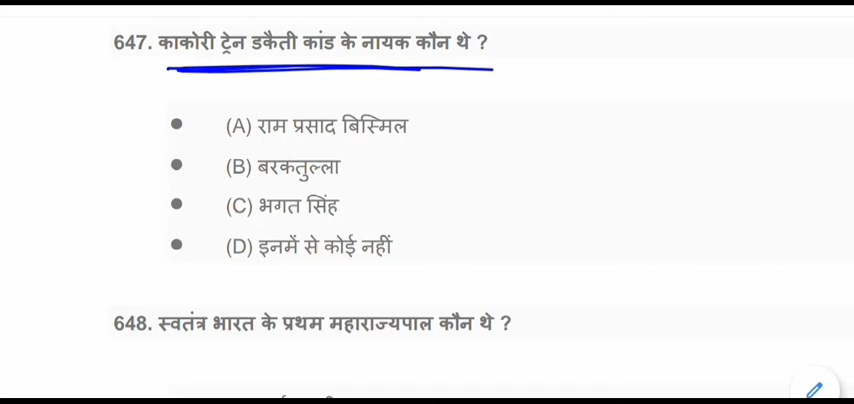 647. काकोरी ट्रेन डकैती कांड के नायक कौन थे ?
(A) राम प्रसाद बिस्मिल
(B) बरकतुल्ला
(C) भगत सिंह
(D) इनमें से कोई नहीं
648. स्वतंत्र भारत के प्रथम महाराज्यपाल कौन थे ?